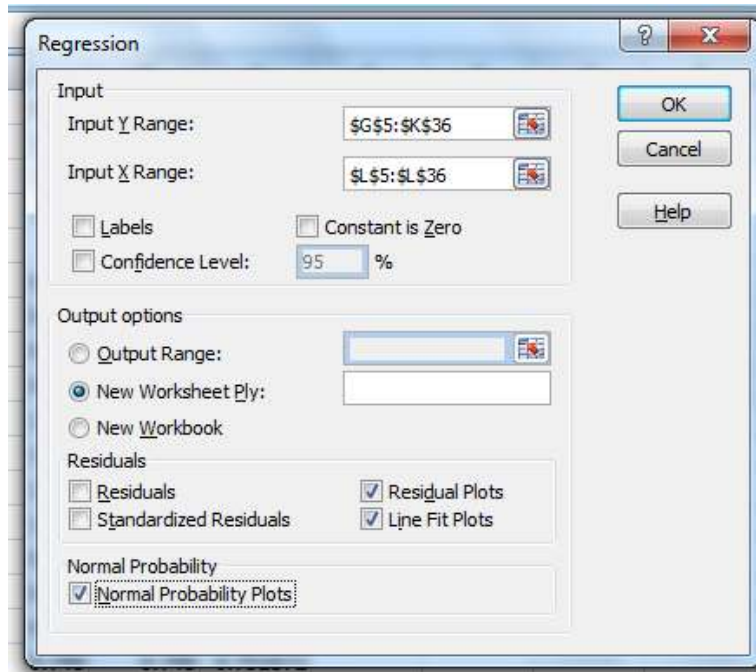 Regression
?
X
Input
Input Y Range: $G$5:$K$36
Input X Range: $L$5:$L$36
Labels Constant is Zero
Confidence Level: 95 %
OK
Cancel
Help
Output options
Output Range:
New Worksheet Ply:
New Workbook
Residuals
Residuals Residual Plots
Standardized Residuals Line Fit Plots
Normal Probability
Normal Probability Plots